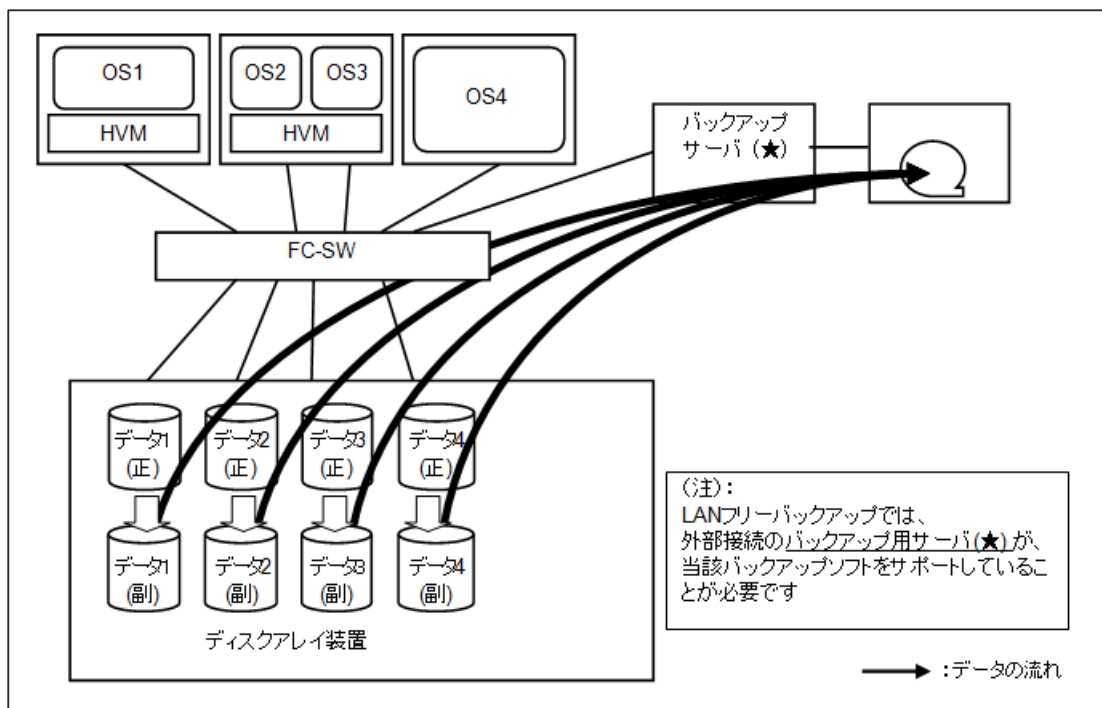 OS1
OS2
OS3
OS4
HVM
HVM
バックアップ
サーバ (★)
FC-SW
データ1
(正)
データ2
(正)
データ3
(正)
データ4
(正)
データ1
(副)
データ2
(副)
データ3
(副)
データ4
(副)
ディスクアレイ装置
(注):
LANフリーバックアップでは、
外部接続のバックアップ用サーバ(★)が、
当該バックアップソフトをサポートしているこ
とが必要です
:データの流れ